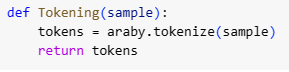 def Tokening(sample):
    tokens = araby.tokenize(sample)
    return tokens